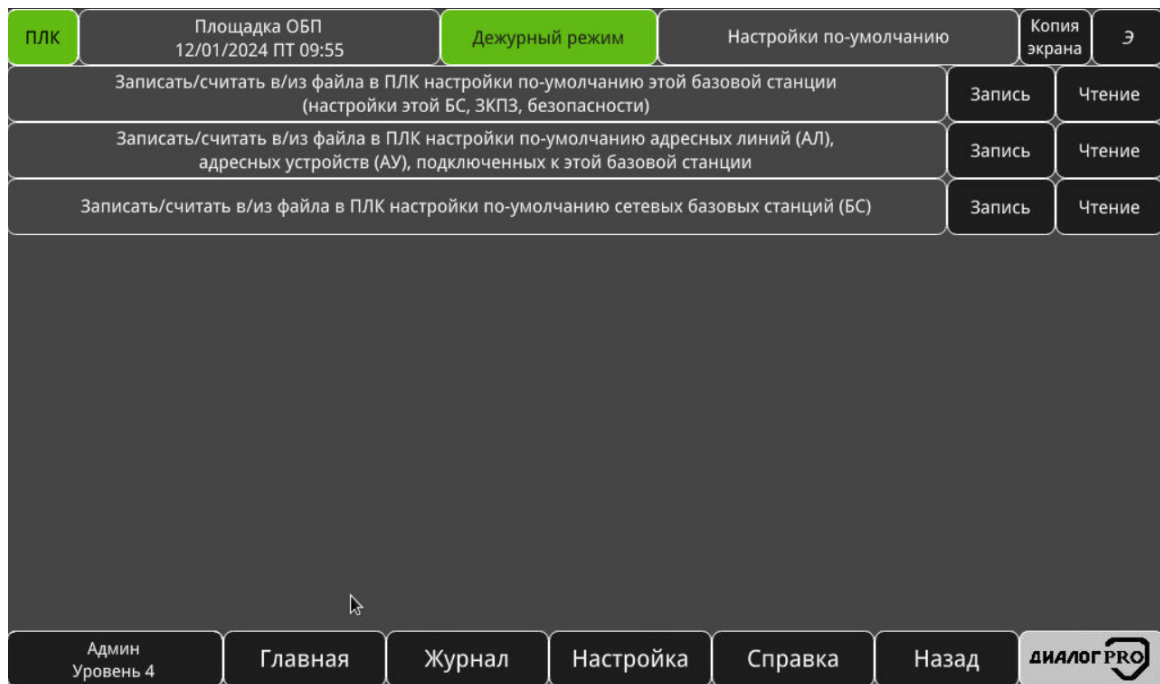 ПЛК
Площадка ОБП
12/01/2024 ПТ 09:55
Дежурный режим
Настройки по-умолчанию
Копия
экрана
Э
Записать/считать в/из файла в ПЛК настройки по-умолчанию этой базовой станции
(настройки этой БС, ЗКПЗ, безопасности)
Запись
Чтение
Записать/считать в/из файла в ПЛК настройки по-умолчанию адресных линий (АЛ),
адресных устройств (АУ), подключенных к этой базовой станции
Запись
Чтение
Записать/считать в/из файла в ПЛК настройки по-умолчанию сетевых базовых станций (БС)
Запись
Чтение
Админ
Уровень 4
Главная
Журнал
Настройка
Справка
Назад
ДИАЛОГ PRO